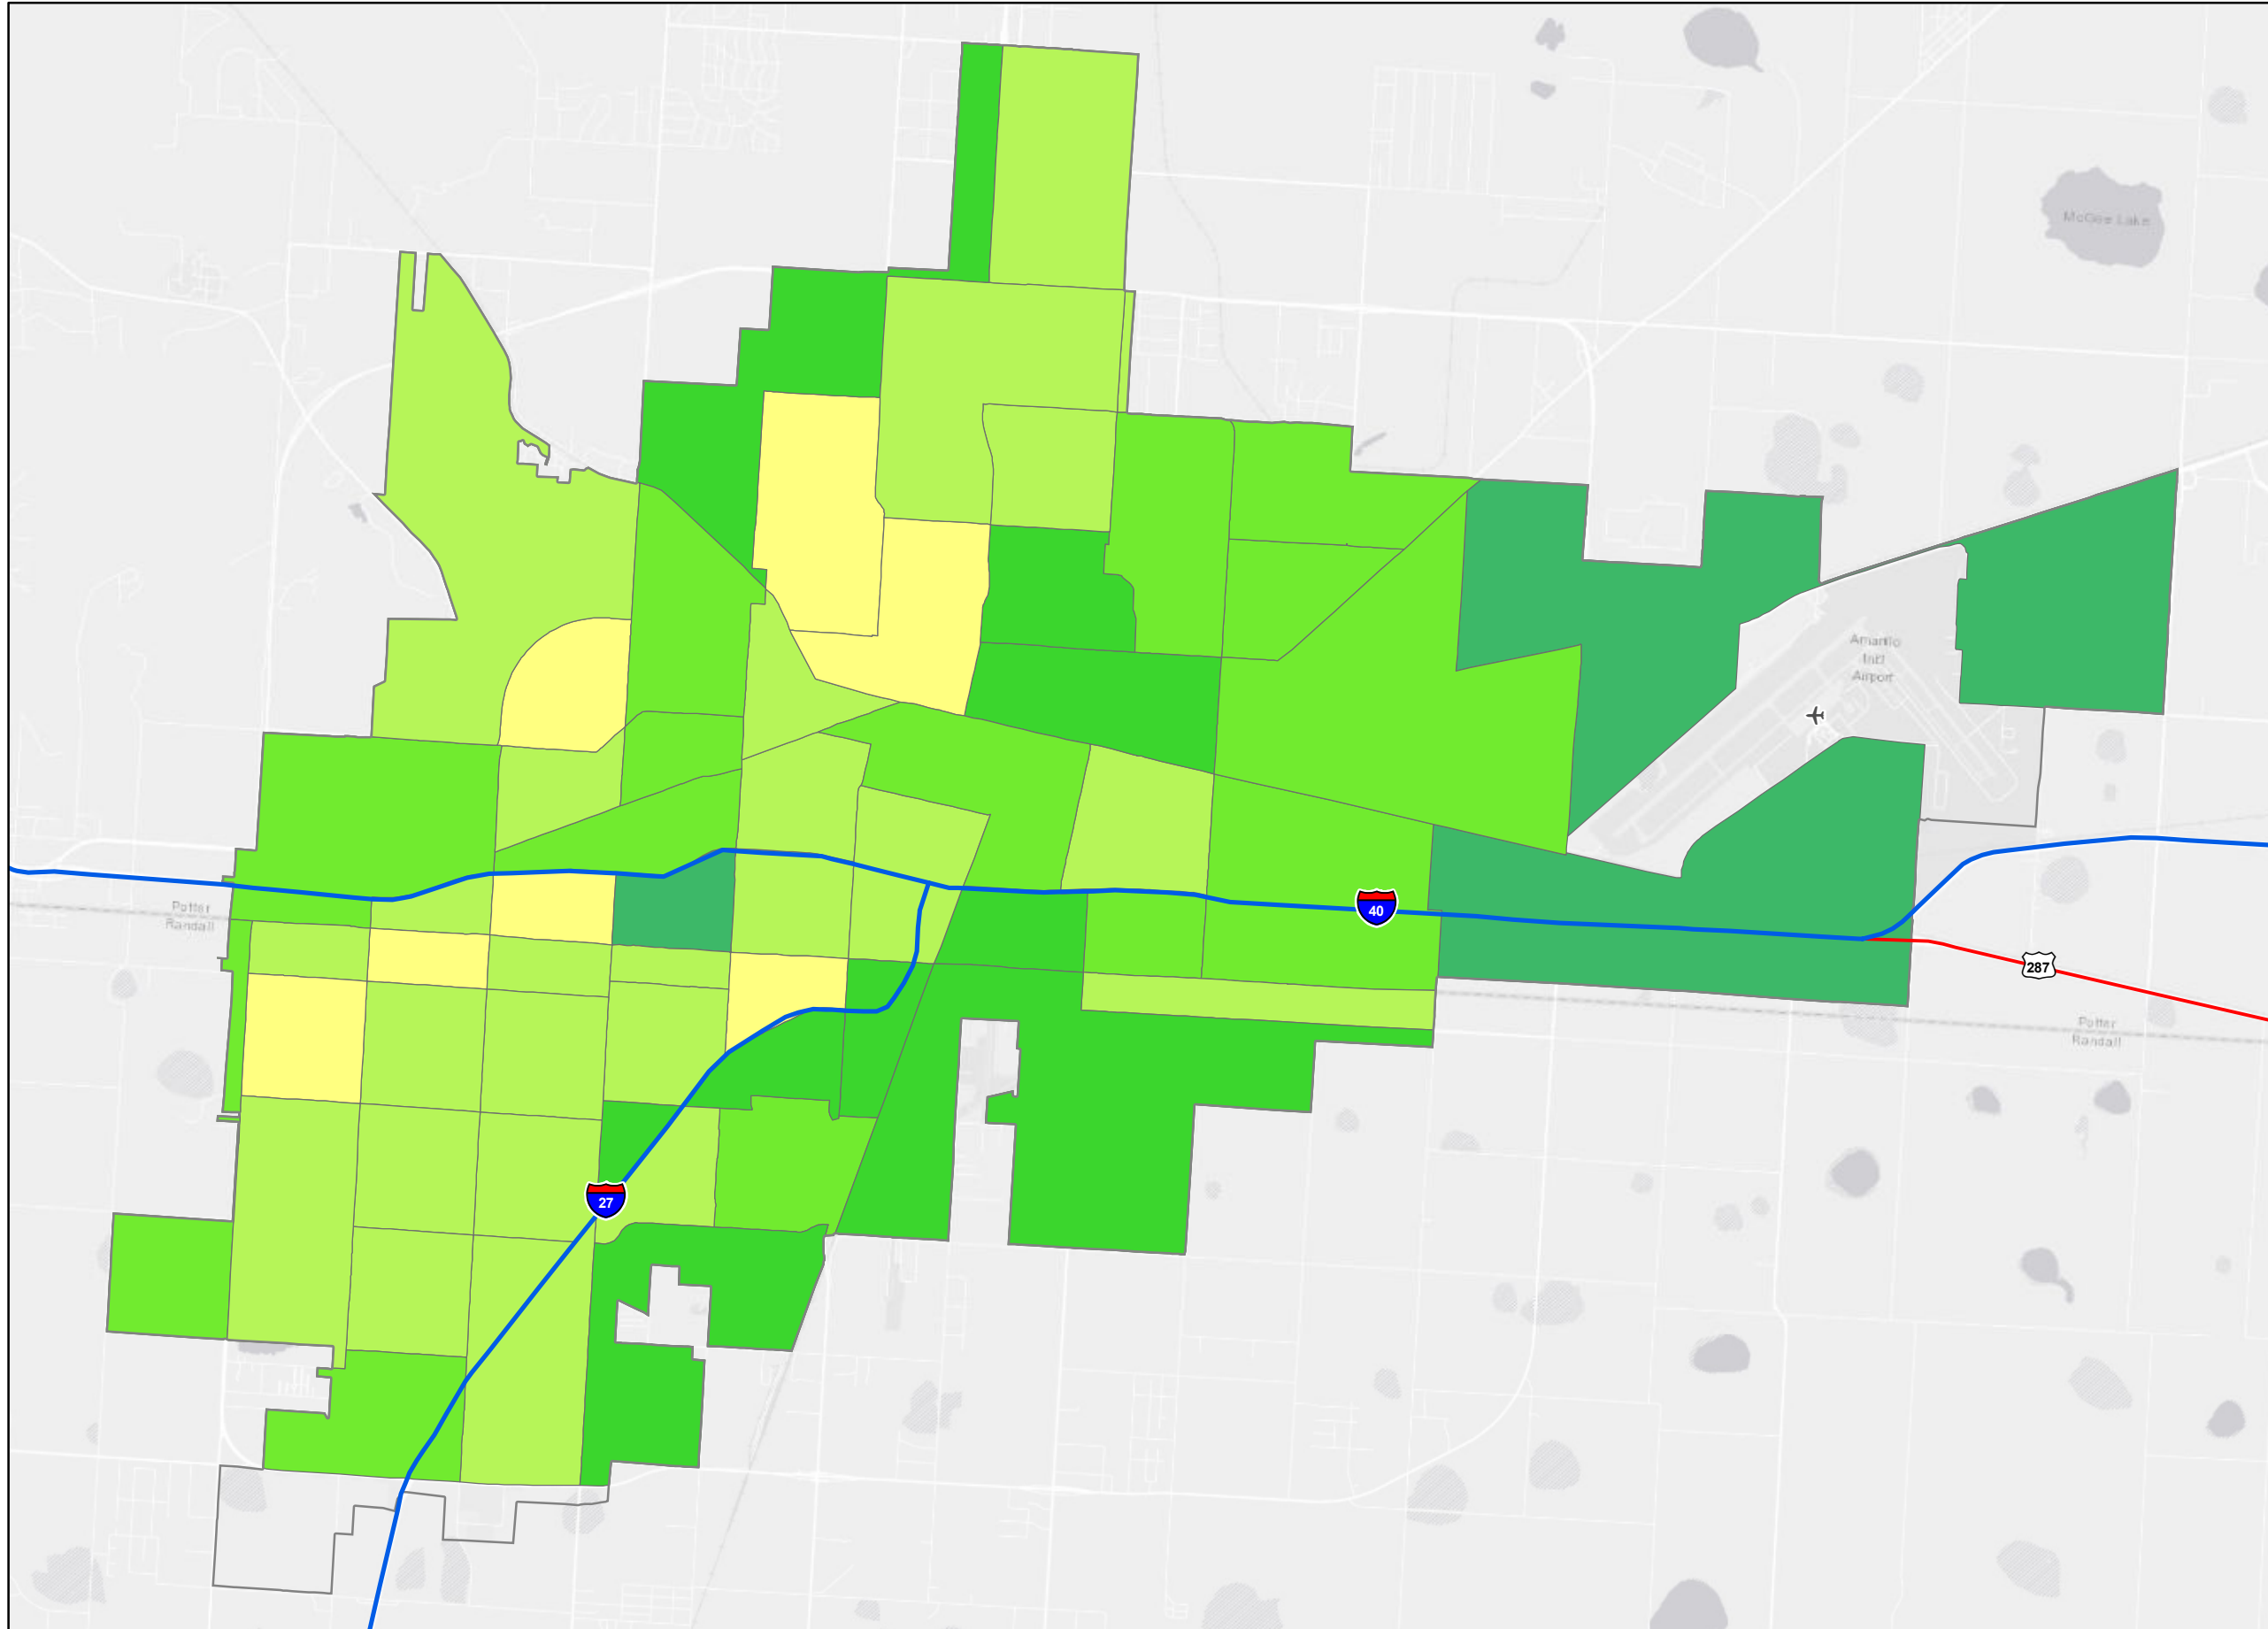 McGee Lake
Amarillo
Intl
Airport
Potter
Randall
40
287
Potter
Randall
27